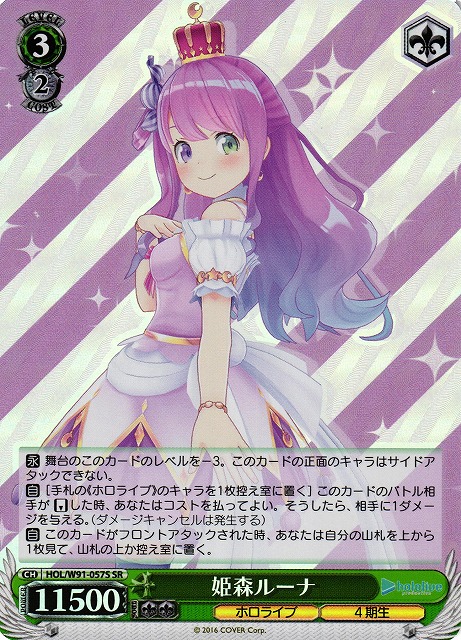 LEVEL
3
2
COST
永 舞台のこのカードのレベルを－3。このカードの正面のキャラはサイドア
タックできない。
自 [手札の《ホロライブ》のキャラを1枚控え室に置く] このカードのバトル相手
が【】した時、あなたはコストを払ってよい。そうしたら、相手に1ダメー
ジを与える。（ダメージキャンセルは発生する）
自 このカードがフロントアタックされた時、あなたは自分の山札を上から
1枚見て、山札の上か控え室に置く。
CH HOL/W91-057S SR
姫森ルーナ
hololive
production
POWER
11500
SOUL
ホロライブ
4期生
© 2016 COVER Corp.